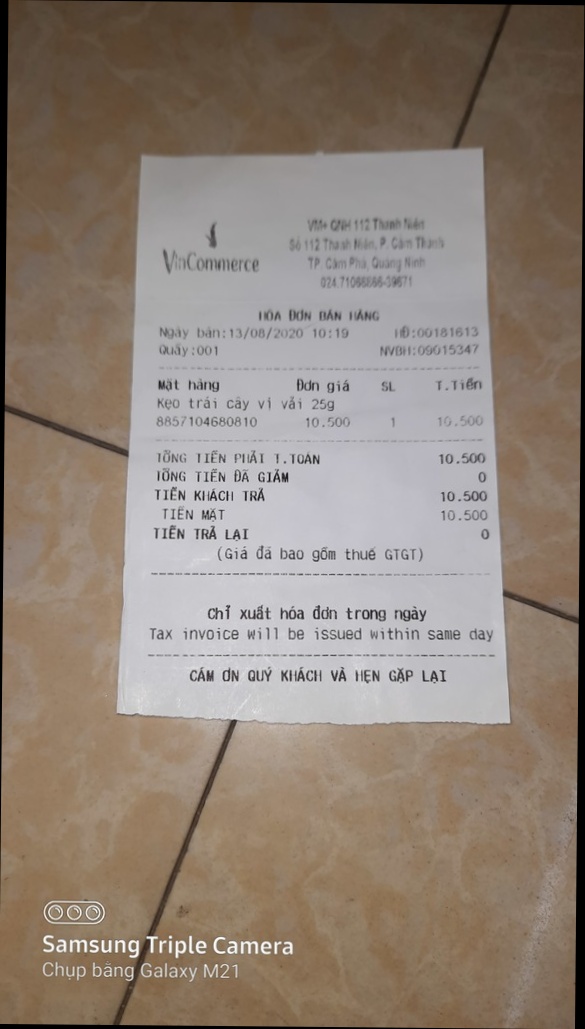 VinCommerce
VM+ QNH 112 Thanh Niên
Số 112 Thanh Niên, P. Cẩm Thành
TP. Cẩm Phả, Quảng Ninh
024.71066866-39671
HÓA ĐƠN BÁN HÀNG
Ngày bán:13/08/2020 10:19 HĐ:00181613
Quầy:001 NVBH:09015347
Mặt hàng Đơn giá SL T.Tiền
Kẹo trái cây vị vải 25g
8857104680810 10.500 1 10.500
TỔNG TIỀN PHẢI T.TOÁN 10.500
TỔNG TIỀN ĐÃ GIẢM 0
TIỀN KHÁCH TRẢ 10.500
TIỀN MẶT 10.500
TIỀN TRẢ LẠI 0
(Giá đã bao gồm thuế GTGT)
Chỉ xuất hóa đơn trong ngày
Tax invoice will be issued within same day
CẢM ƠN QUÝ KHÁCH VÀ HẸN GẶP LẠI
Samsung Triple Camera
Chụp bằng Galaxy M21